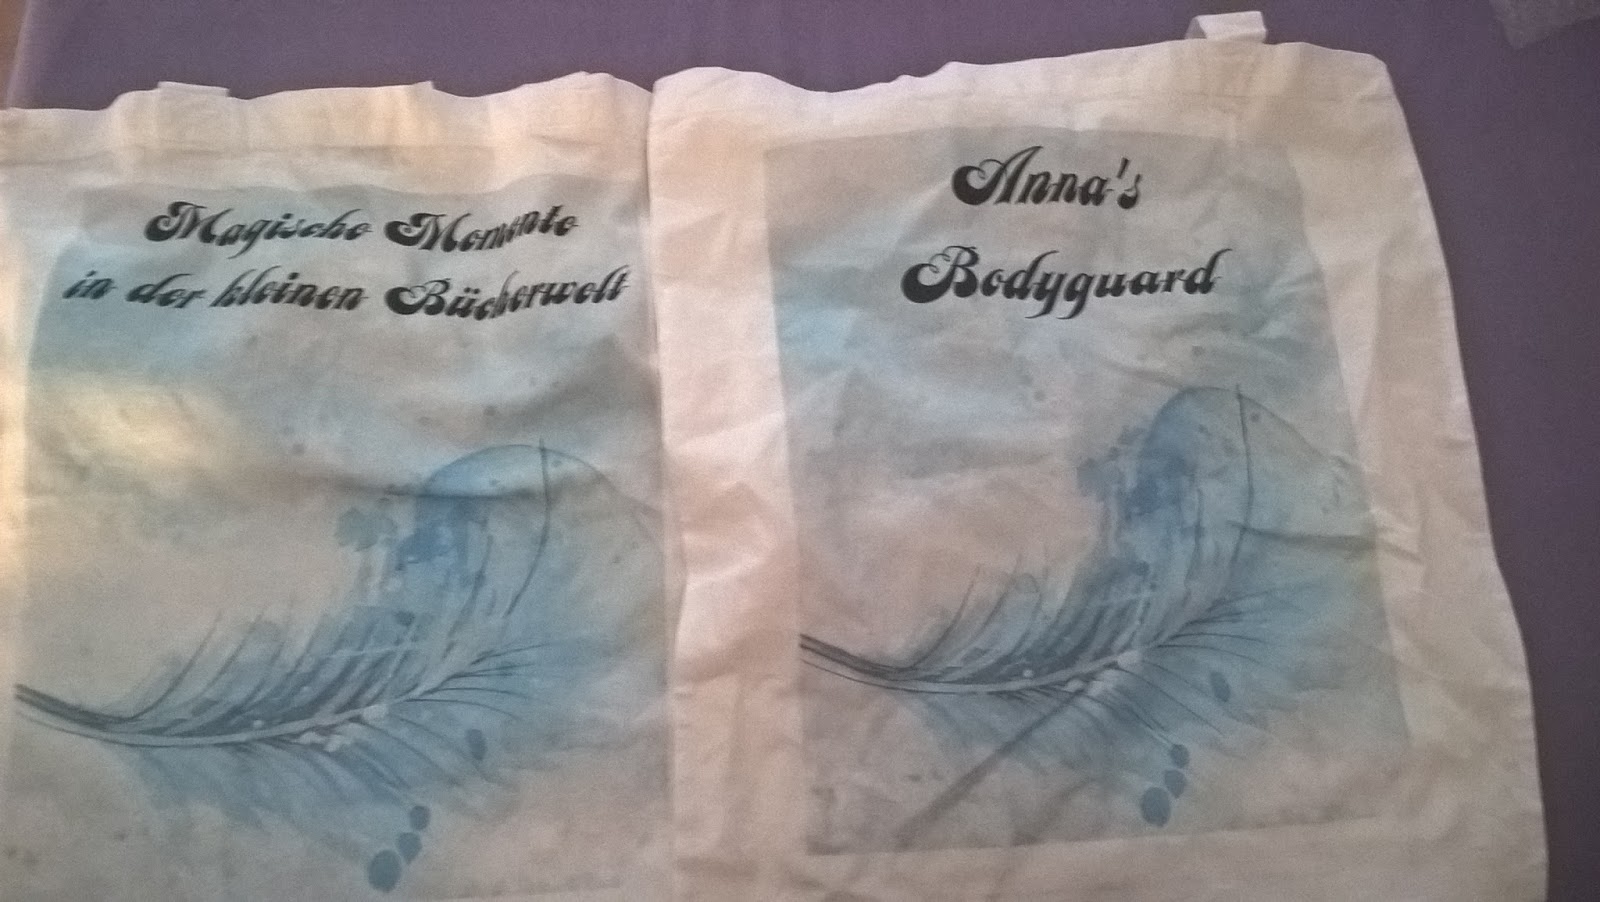 Magische Momente
in der kleinen Bücherwelt
Anna's
Bodyguard